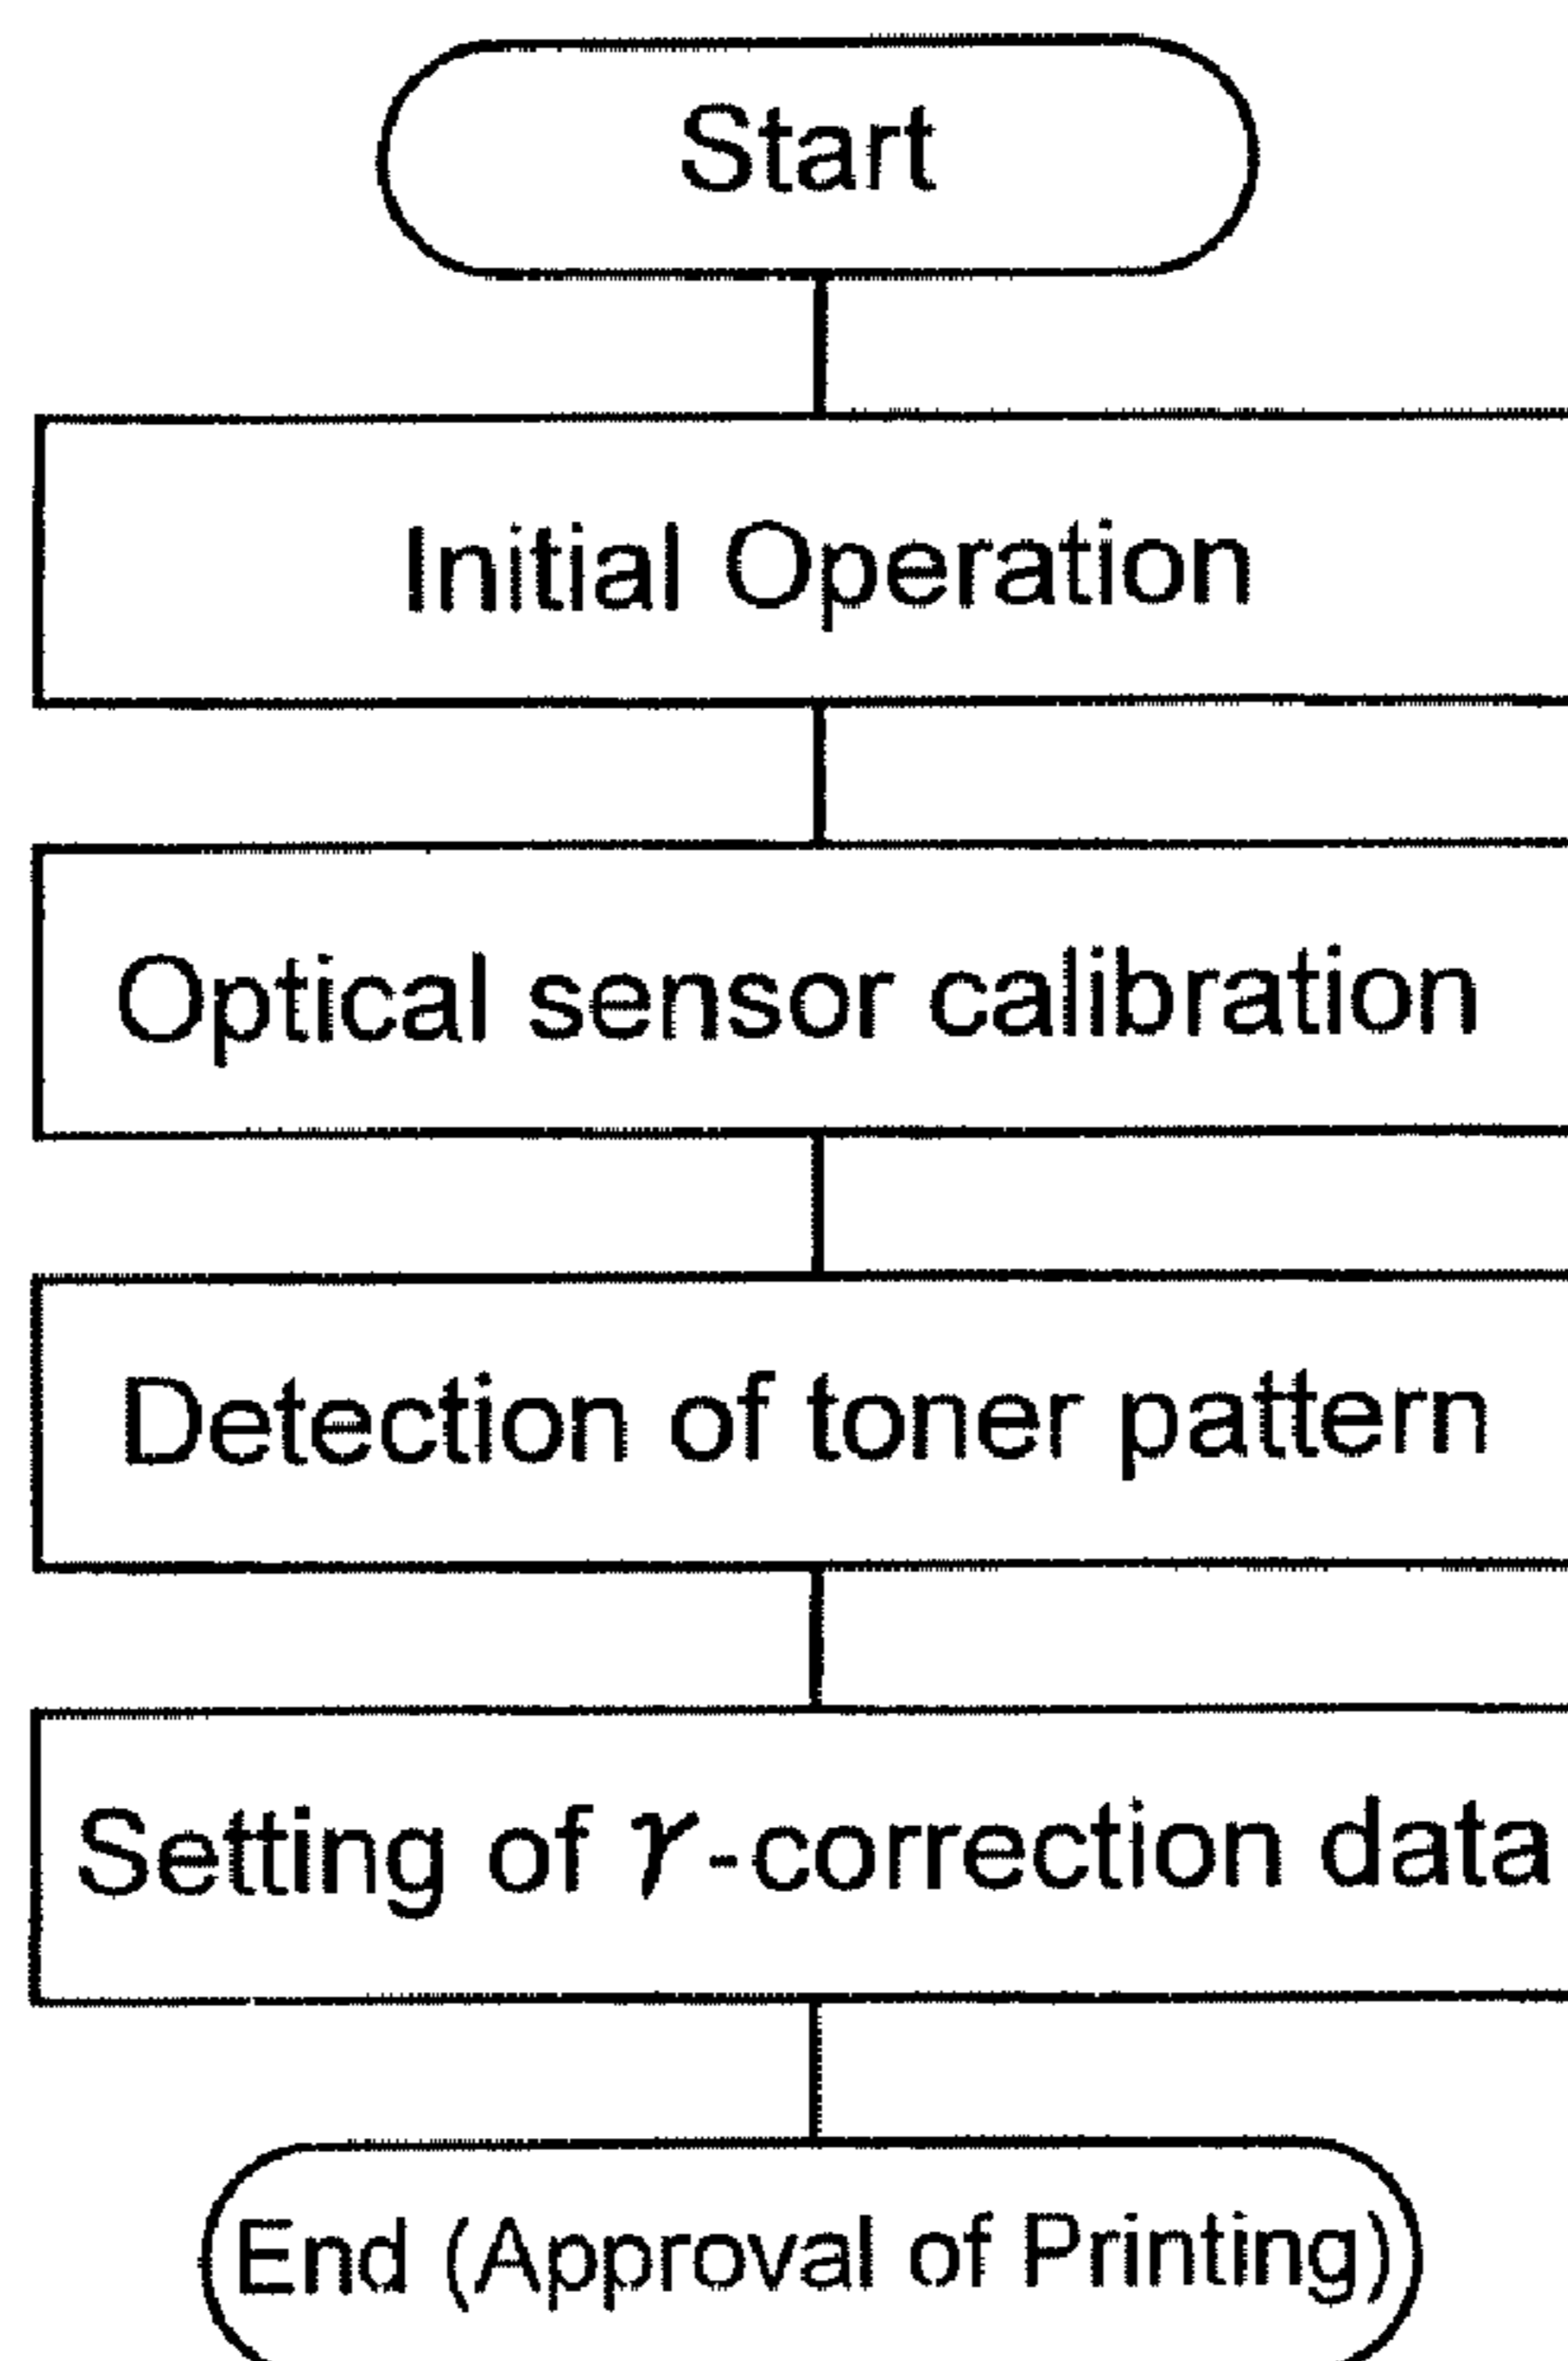 Start
Initial Operation
Optical sensor calibration
Detection of toner pattern
Setting of γ-correction data
End (Approval of Printing)